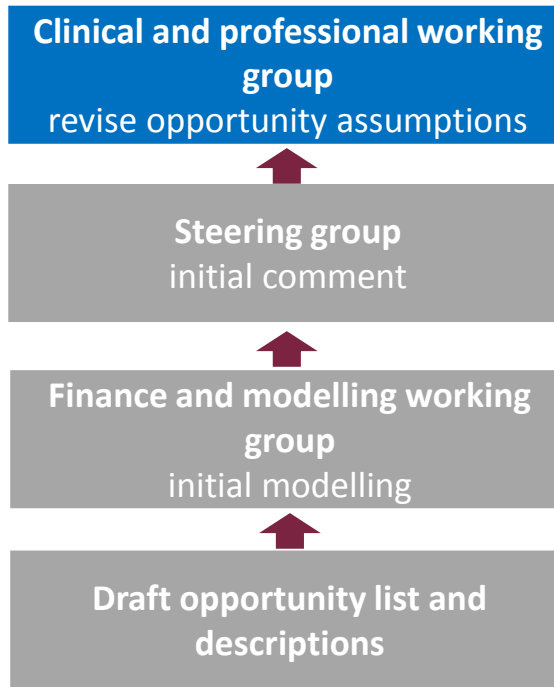 Clinical and professional working
group
revise opportunity assumptions
Steering group
initial comment
Finance and modelling working
group
initial modelling
Draft opportunity list and
descriptions